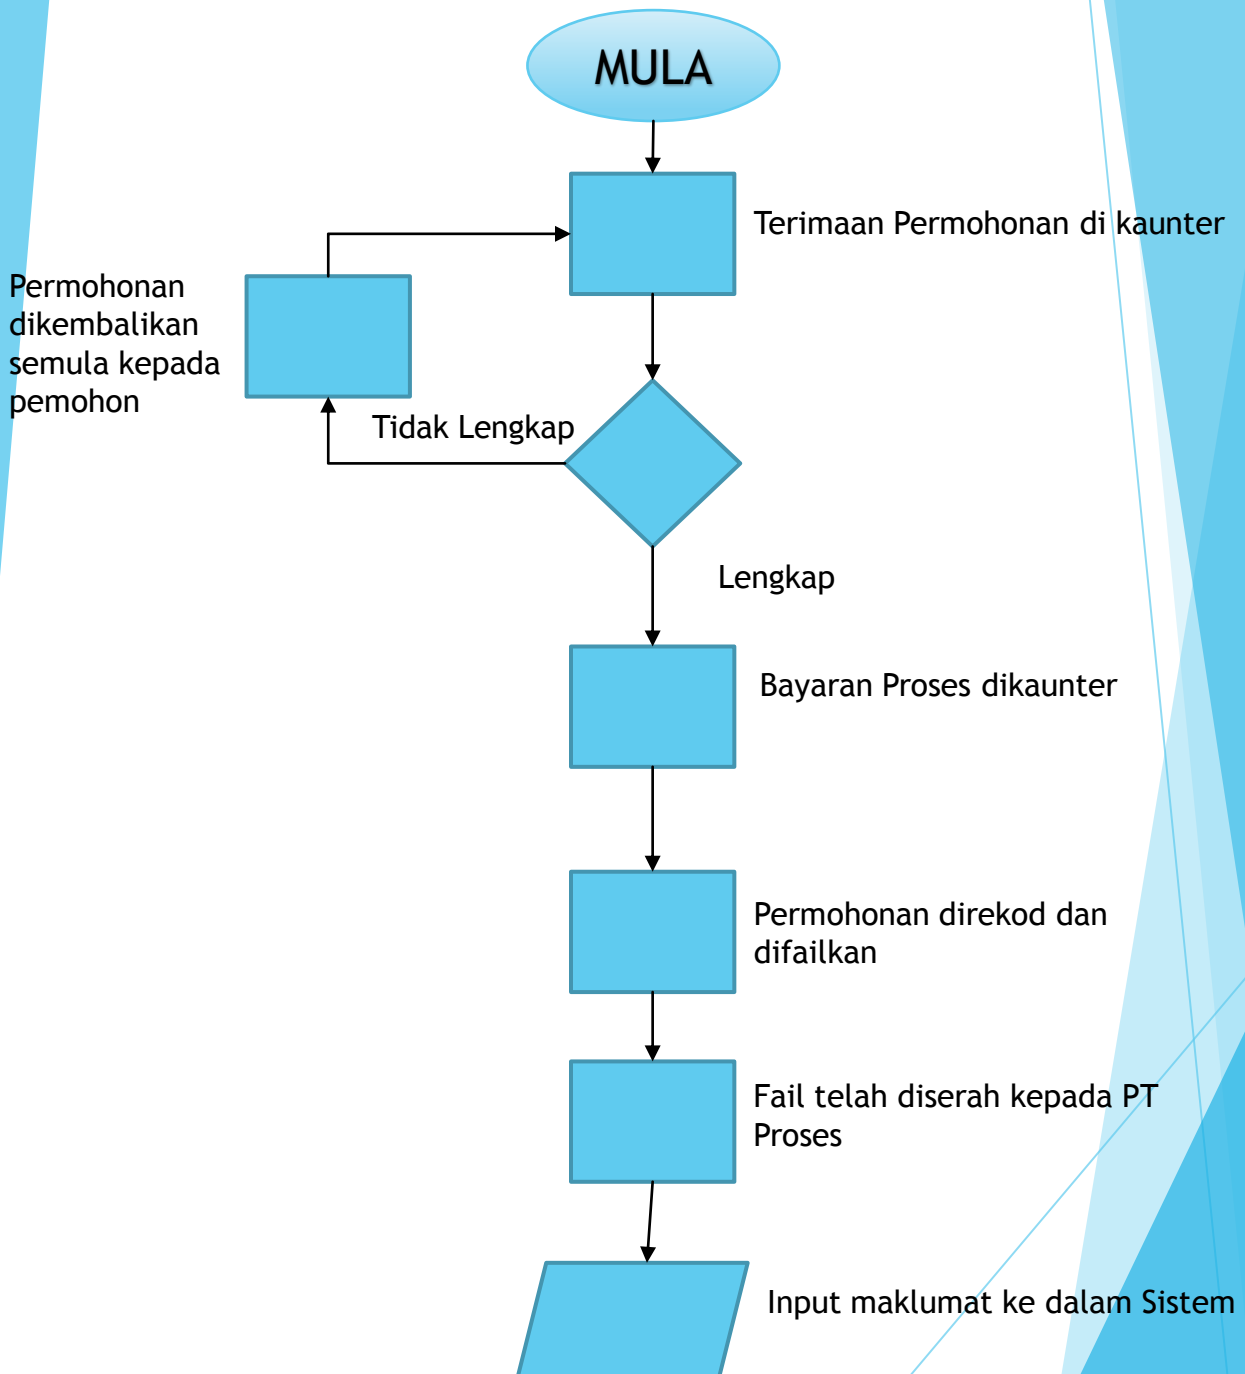 MULA
Terimaan Permohonan di kaunter
Permohonan
dikembalikan
semula kepada
pemohon
Tidak Lengkap
Lengkap
Bayaran Proses dikaunter
Permohonan direkod dan
difailkan
Fail telah diserah kepada PT
Proses
Input maklumat ke dalam Sistem